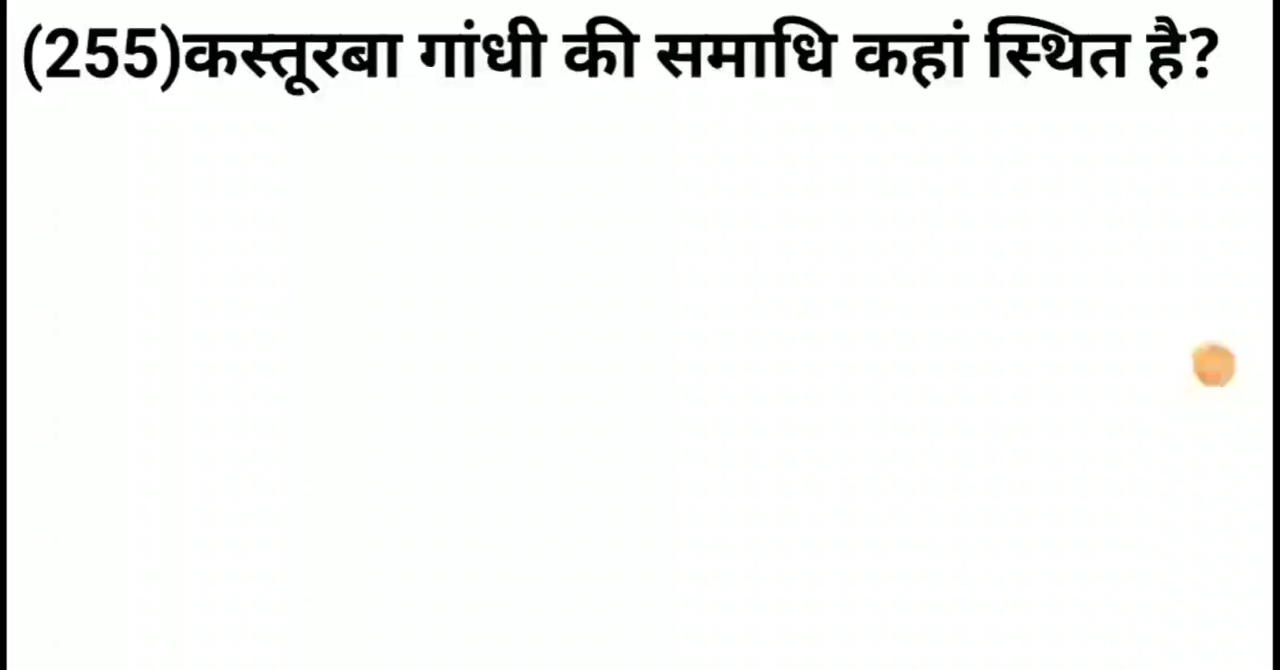 (255)कस्तूरबा गांधी की समाधि कहां स्थित है?